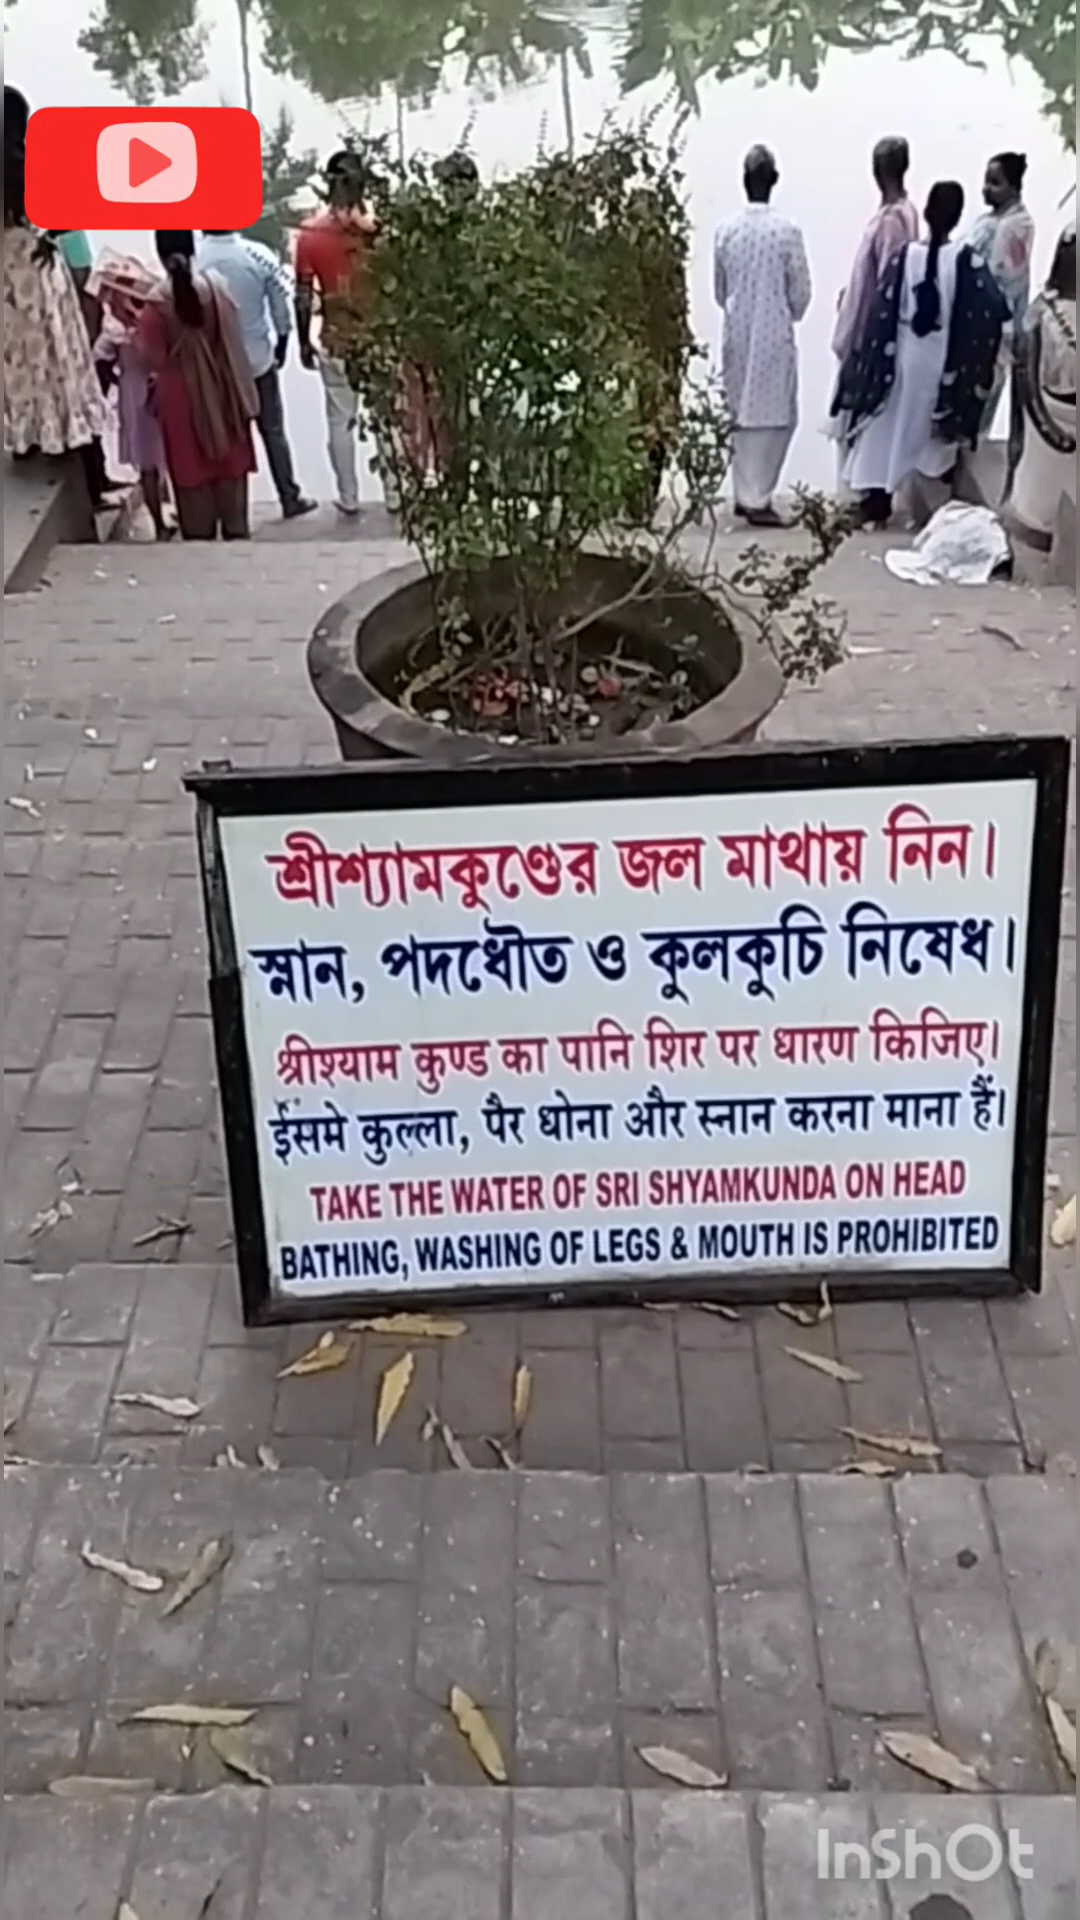 শ্রীশ্যামকুণ্ডের জল মাথায় নিন।
স্নান, পদধৌত ও কুলকুচি নিষেধ।
श्रीश्याम कुण्ड का पानि शिर पर धारण किजिए।
ईसमे कुल्ला, पैर धोना और स्नान करना माना हैं।
TAKE THE WATER OF SRI SHYAMKUNDA ON HEAD
BATHING, WASHING OF LEGS & MOUTH IS PROHIBITED
InShOt